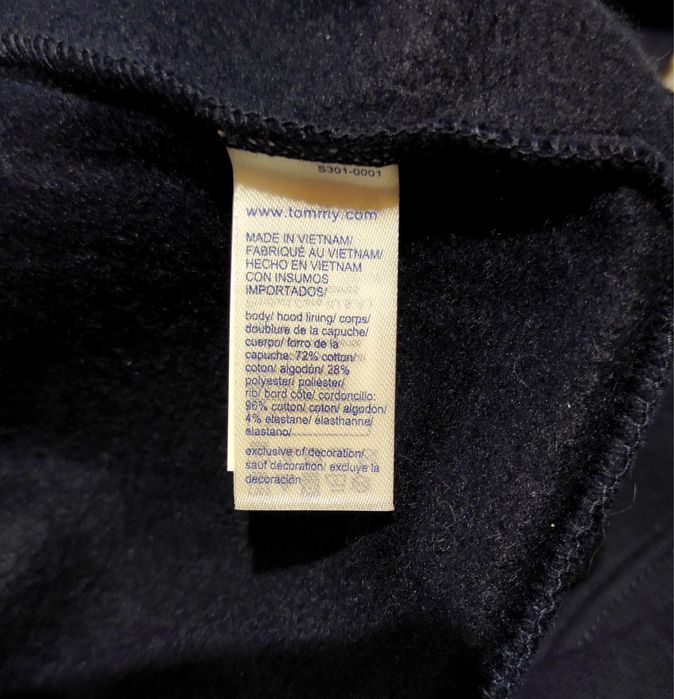 S301-0001
www.tommy.com
MADE IN VIETNAM/
FABRIQUÉ AU VIETNAM/
HECHO EN VIETNAM
CON INSUMOS
IMPORTADOS/
body/ hood lining/ corps/
doublure de la capuche/
cuerpo/ forro de la
capucha: 72% cotton/
coton/ algodón/ 28%
polyester/ poliéster/
rib/ bord côte/ cordoncillo:
96% cotton/ coton/ algodón/
4% elastane/ élasthanne/
elastano/
exclusive of decoration/
sauf décoration/ excluye la
decoración